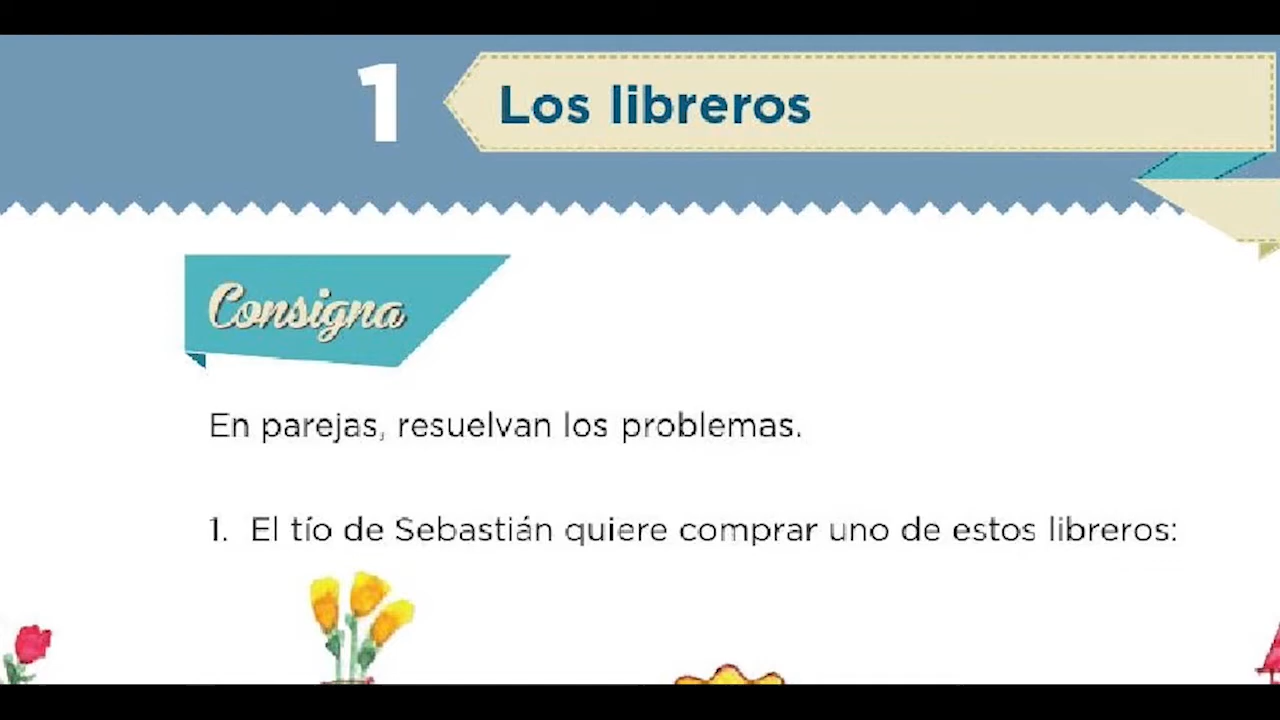 1
Los libreros
Consigna
En parejas, resuelvan los problemas.
1. El tío de Sebastián quiere comprar uno de estos libreros: